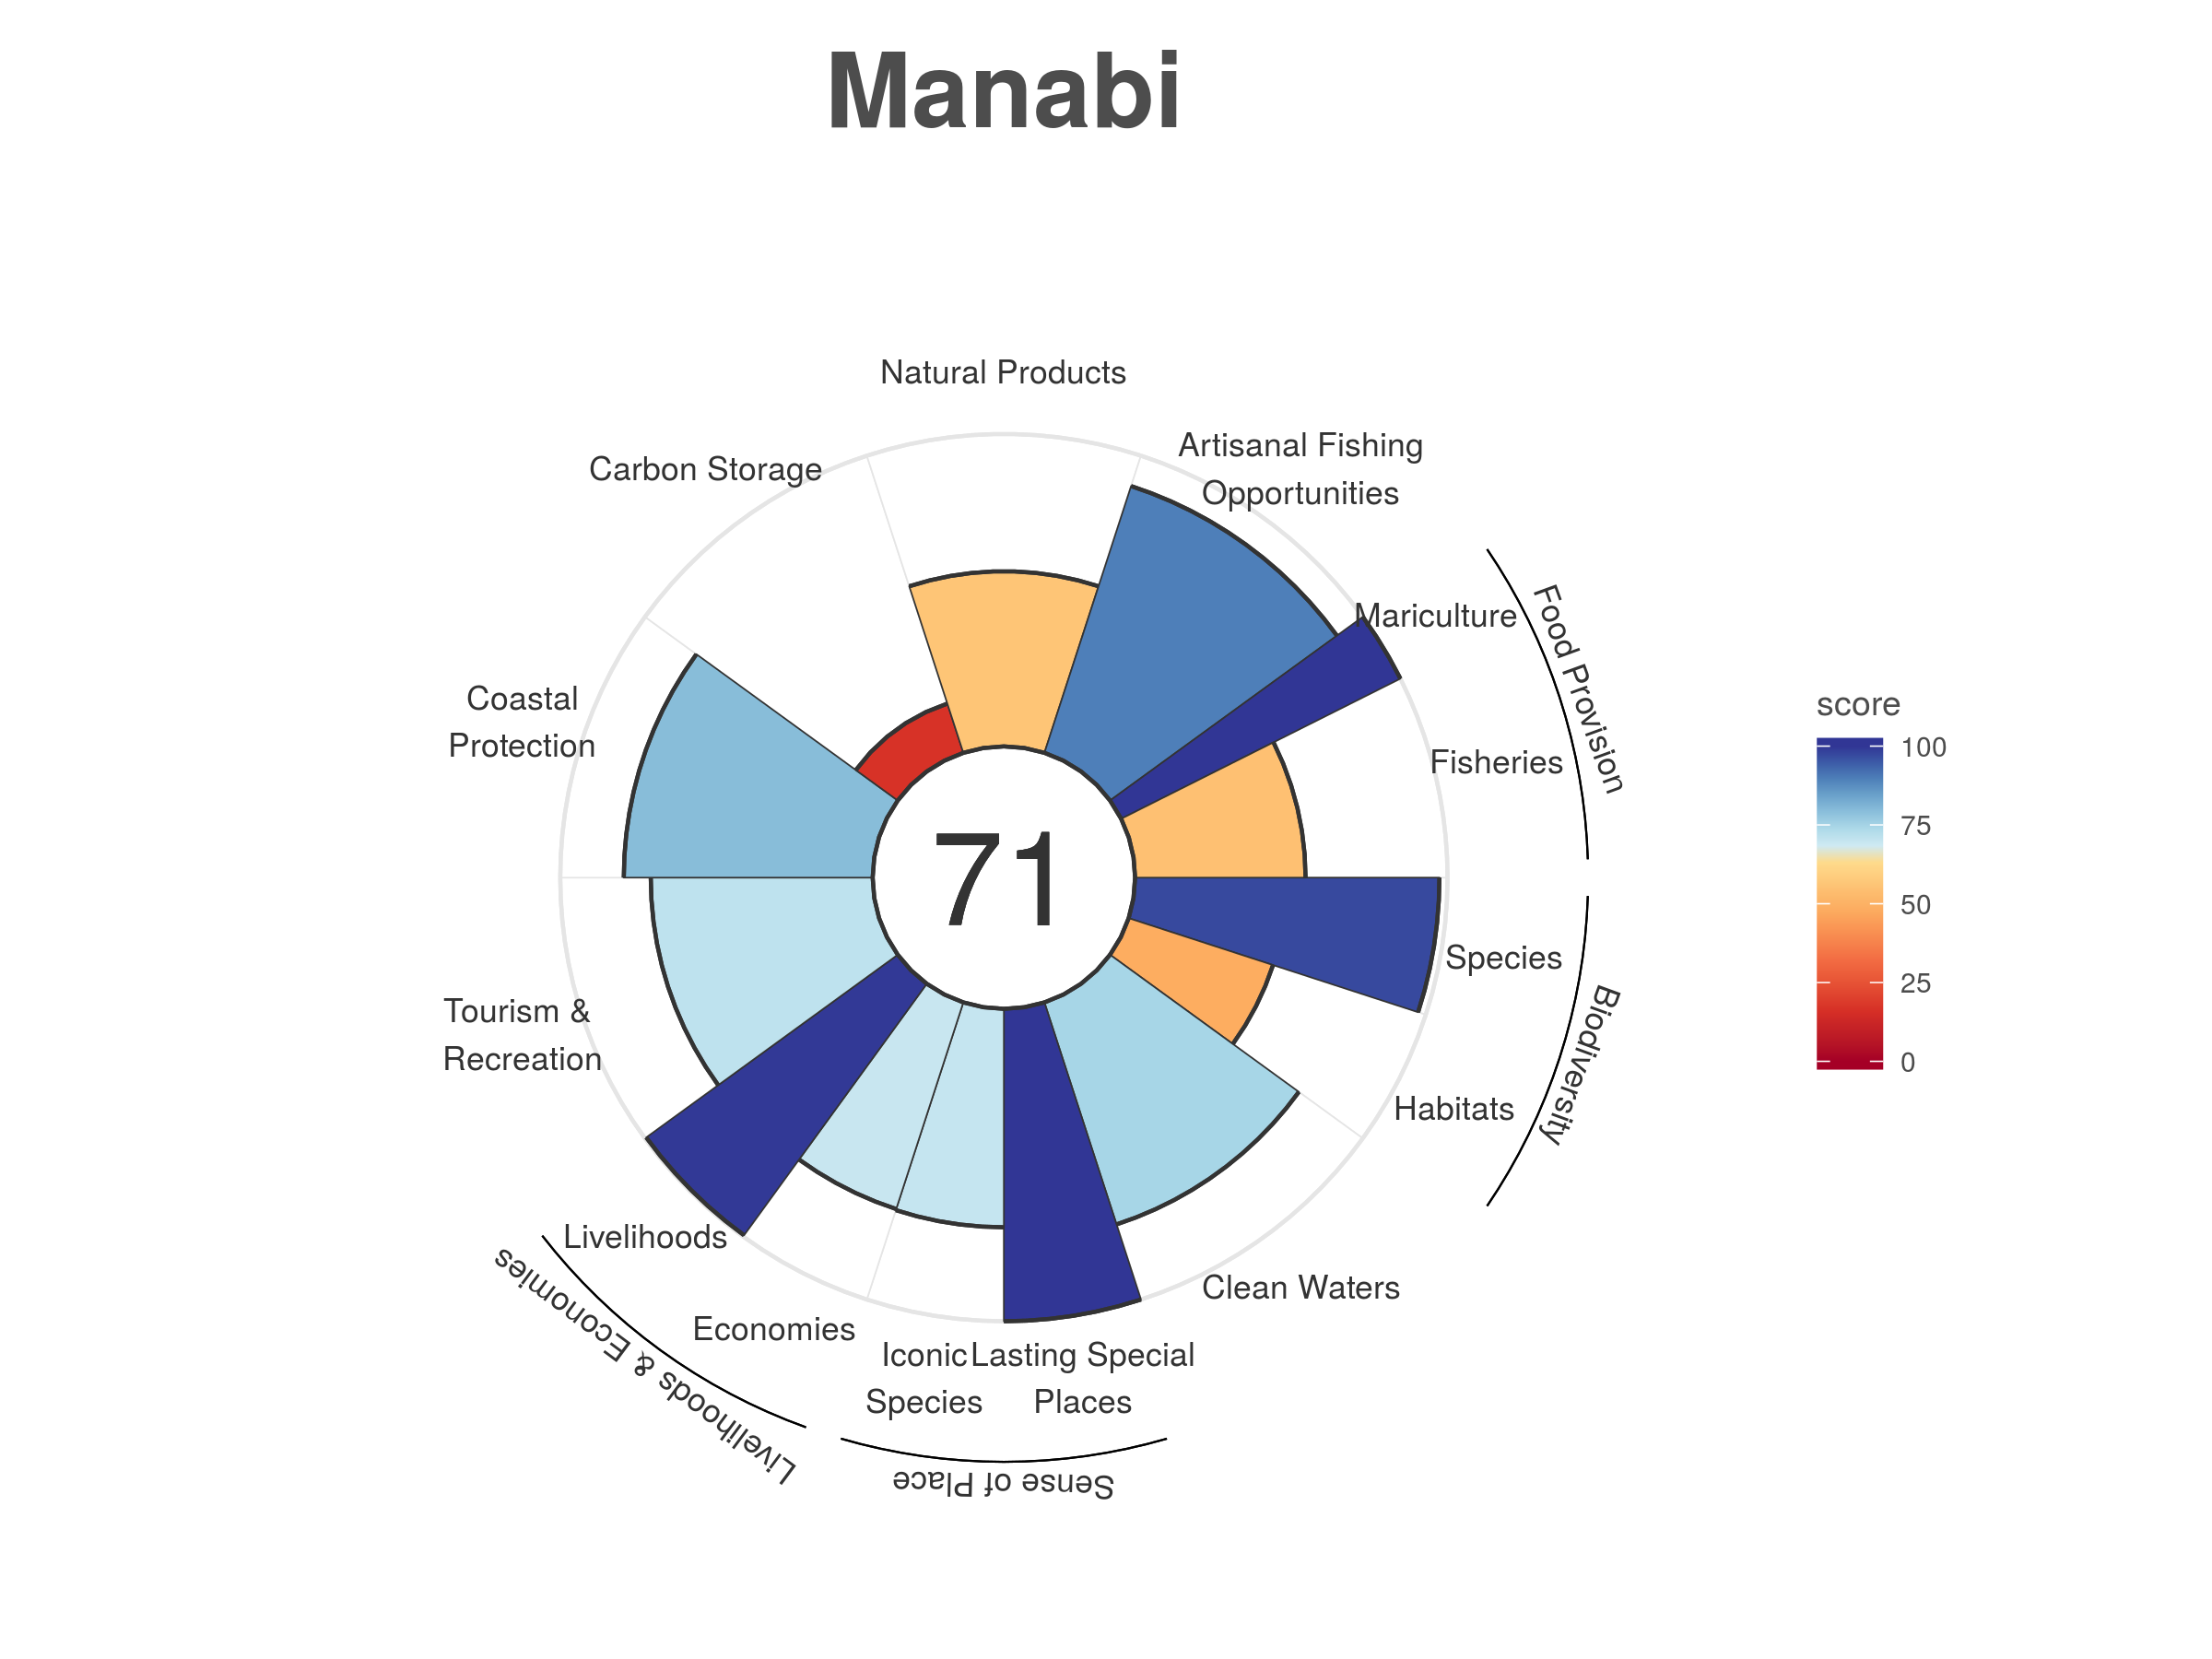 Manabi
Natural Products
Artisanal Fishing
Opportunities
Carbon Storage
Mariculture
Food Provision
Fisheries
Coastal
Protection
71
Species
Biodiversity
Habitats
Tourism &
Recreation
Clean Waters
Livelihoods
Economies
Livelihoods & Economies
Iconic
Species
Lasting Special
Places
Sense of Place
score
100
75
50
25
0